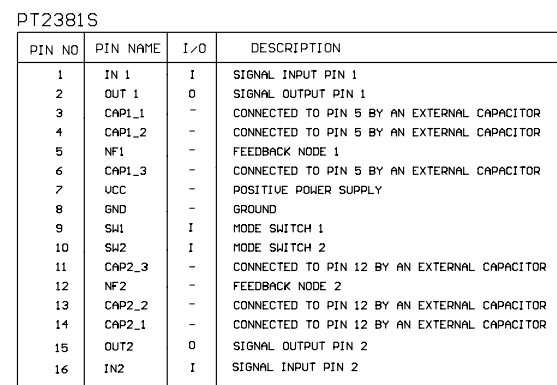 PT2381S
PIN NO PIN NAME I/O DESCRIPTION
1 IN 1 I SIGNAL INPUT PIN 1
2 OUT 1 O SIGNAL OUTPUT PIN 1
3 CAP1_1 - CONNECTED TO PIN 5 BY AN EXTERNAL CAPACITOR
4 CAP1_2 - CONNECTED TO PIN 5 BY AN EXTERNAL CAPACITOR
5 NF1 - FEEDBACK NODE 1
6 CAP1_3 - CONNECTED TO PIN 5 BY AN EXTERNAL CAPACITOR
7 VCC - POSITIVE POWER SUPPLY
8 GND - GROUND
9 SW1 I MODE SWITCH 1
10 SW2 I MODE SWITCH 2
11 CAP2_3 - CONNECTED TO PIN 12 BY AN EXTERNAL CAPACITOR
12 NF2 - FEEDBACK NODE 2
13 CAP2_2 - CONNECTED TO PIN 12 BY AN EXTERNAL CAPACITOR
14 CAP2_1 - CONNECTED TO PIN 12 BY AN EXTERNAL CAPACITOR
15 OUT2 O SIGNAL OUTPUT PIN 2
16 IN2 I SIGNAL INPUT PIN 2